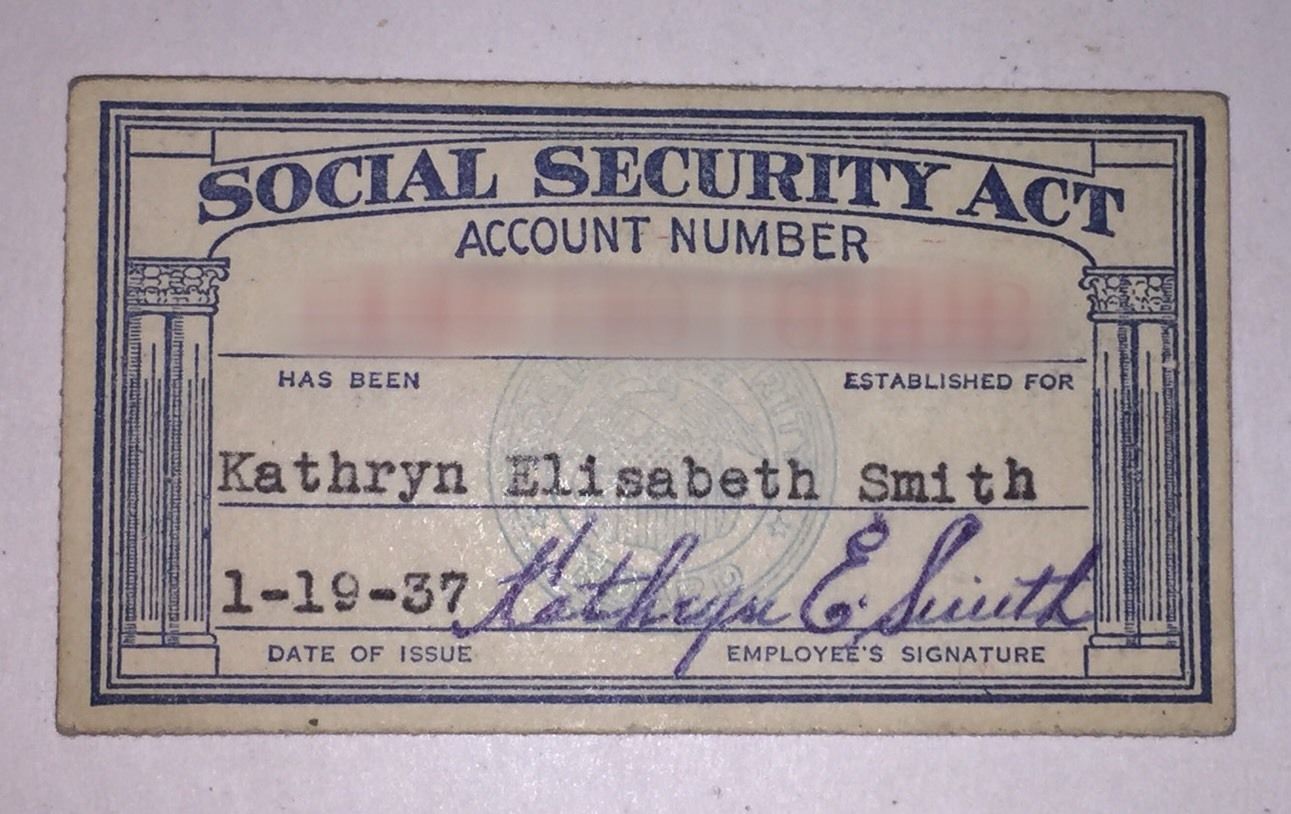 SOCIAL SECURITY ACT
ACCOUNT NUMBER
HAS BEEN ESTABLISHED FOR
Kathryn Elisabeth Smith
1-19-37 Kathryn E. Smith
DATE OF ISSUE EMPLOYEE'S SIGNATURE